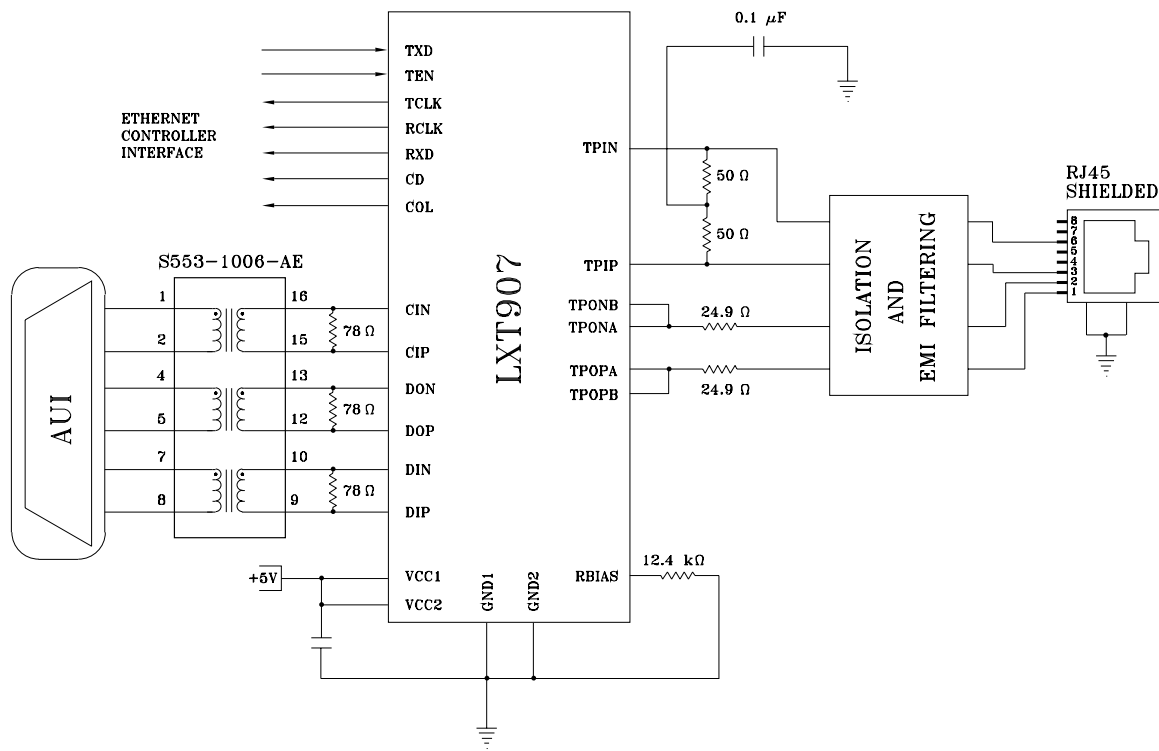 0.1 μF
TXD
TEN
TCLK
RCLK
RXD
CD
COL
ETHERNET
CONTROLLER
INTERFACE
TPIN
50 Ω
50 Ω
TPIP
RJ45
SHIELDED
8
7
6
5
4
3
2
1
ISOLATION
AND
EMI FILTERING
TPONB
TPONA
24.9 Ω
TPOPA
TPOPB
24.9 Ω
LXT907
S553-1006-AE
AUI
1
16
CIN
78 Ω
2
15
CIP
4
13
DON
78 Ω
5
12
DOP
7
10
DIN
78 Ω
8
9
DIP
+5V
VCC1
VCC2
GND1
GND2
RBIAS
12.4 kΩ